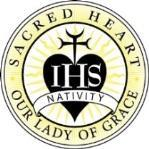 SACRED HEART
IHS
NATIVITY
OUR LADY OF GRACE